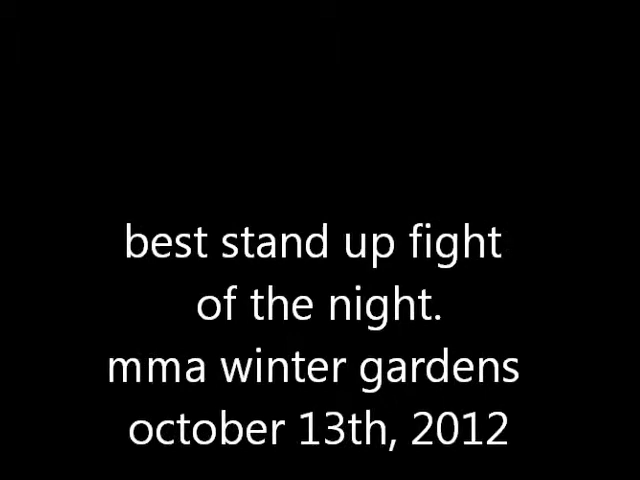 best stand up fight
of the night.
mma winter gardens
october 13th, 2012